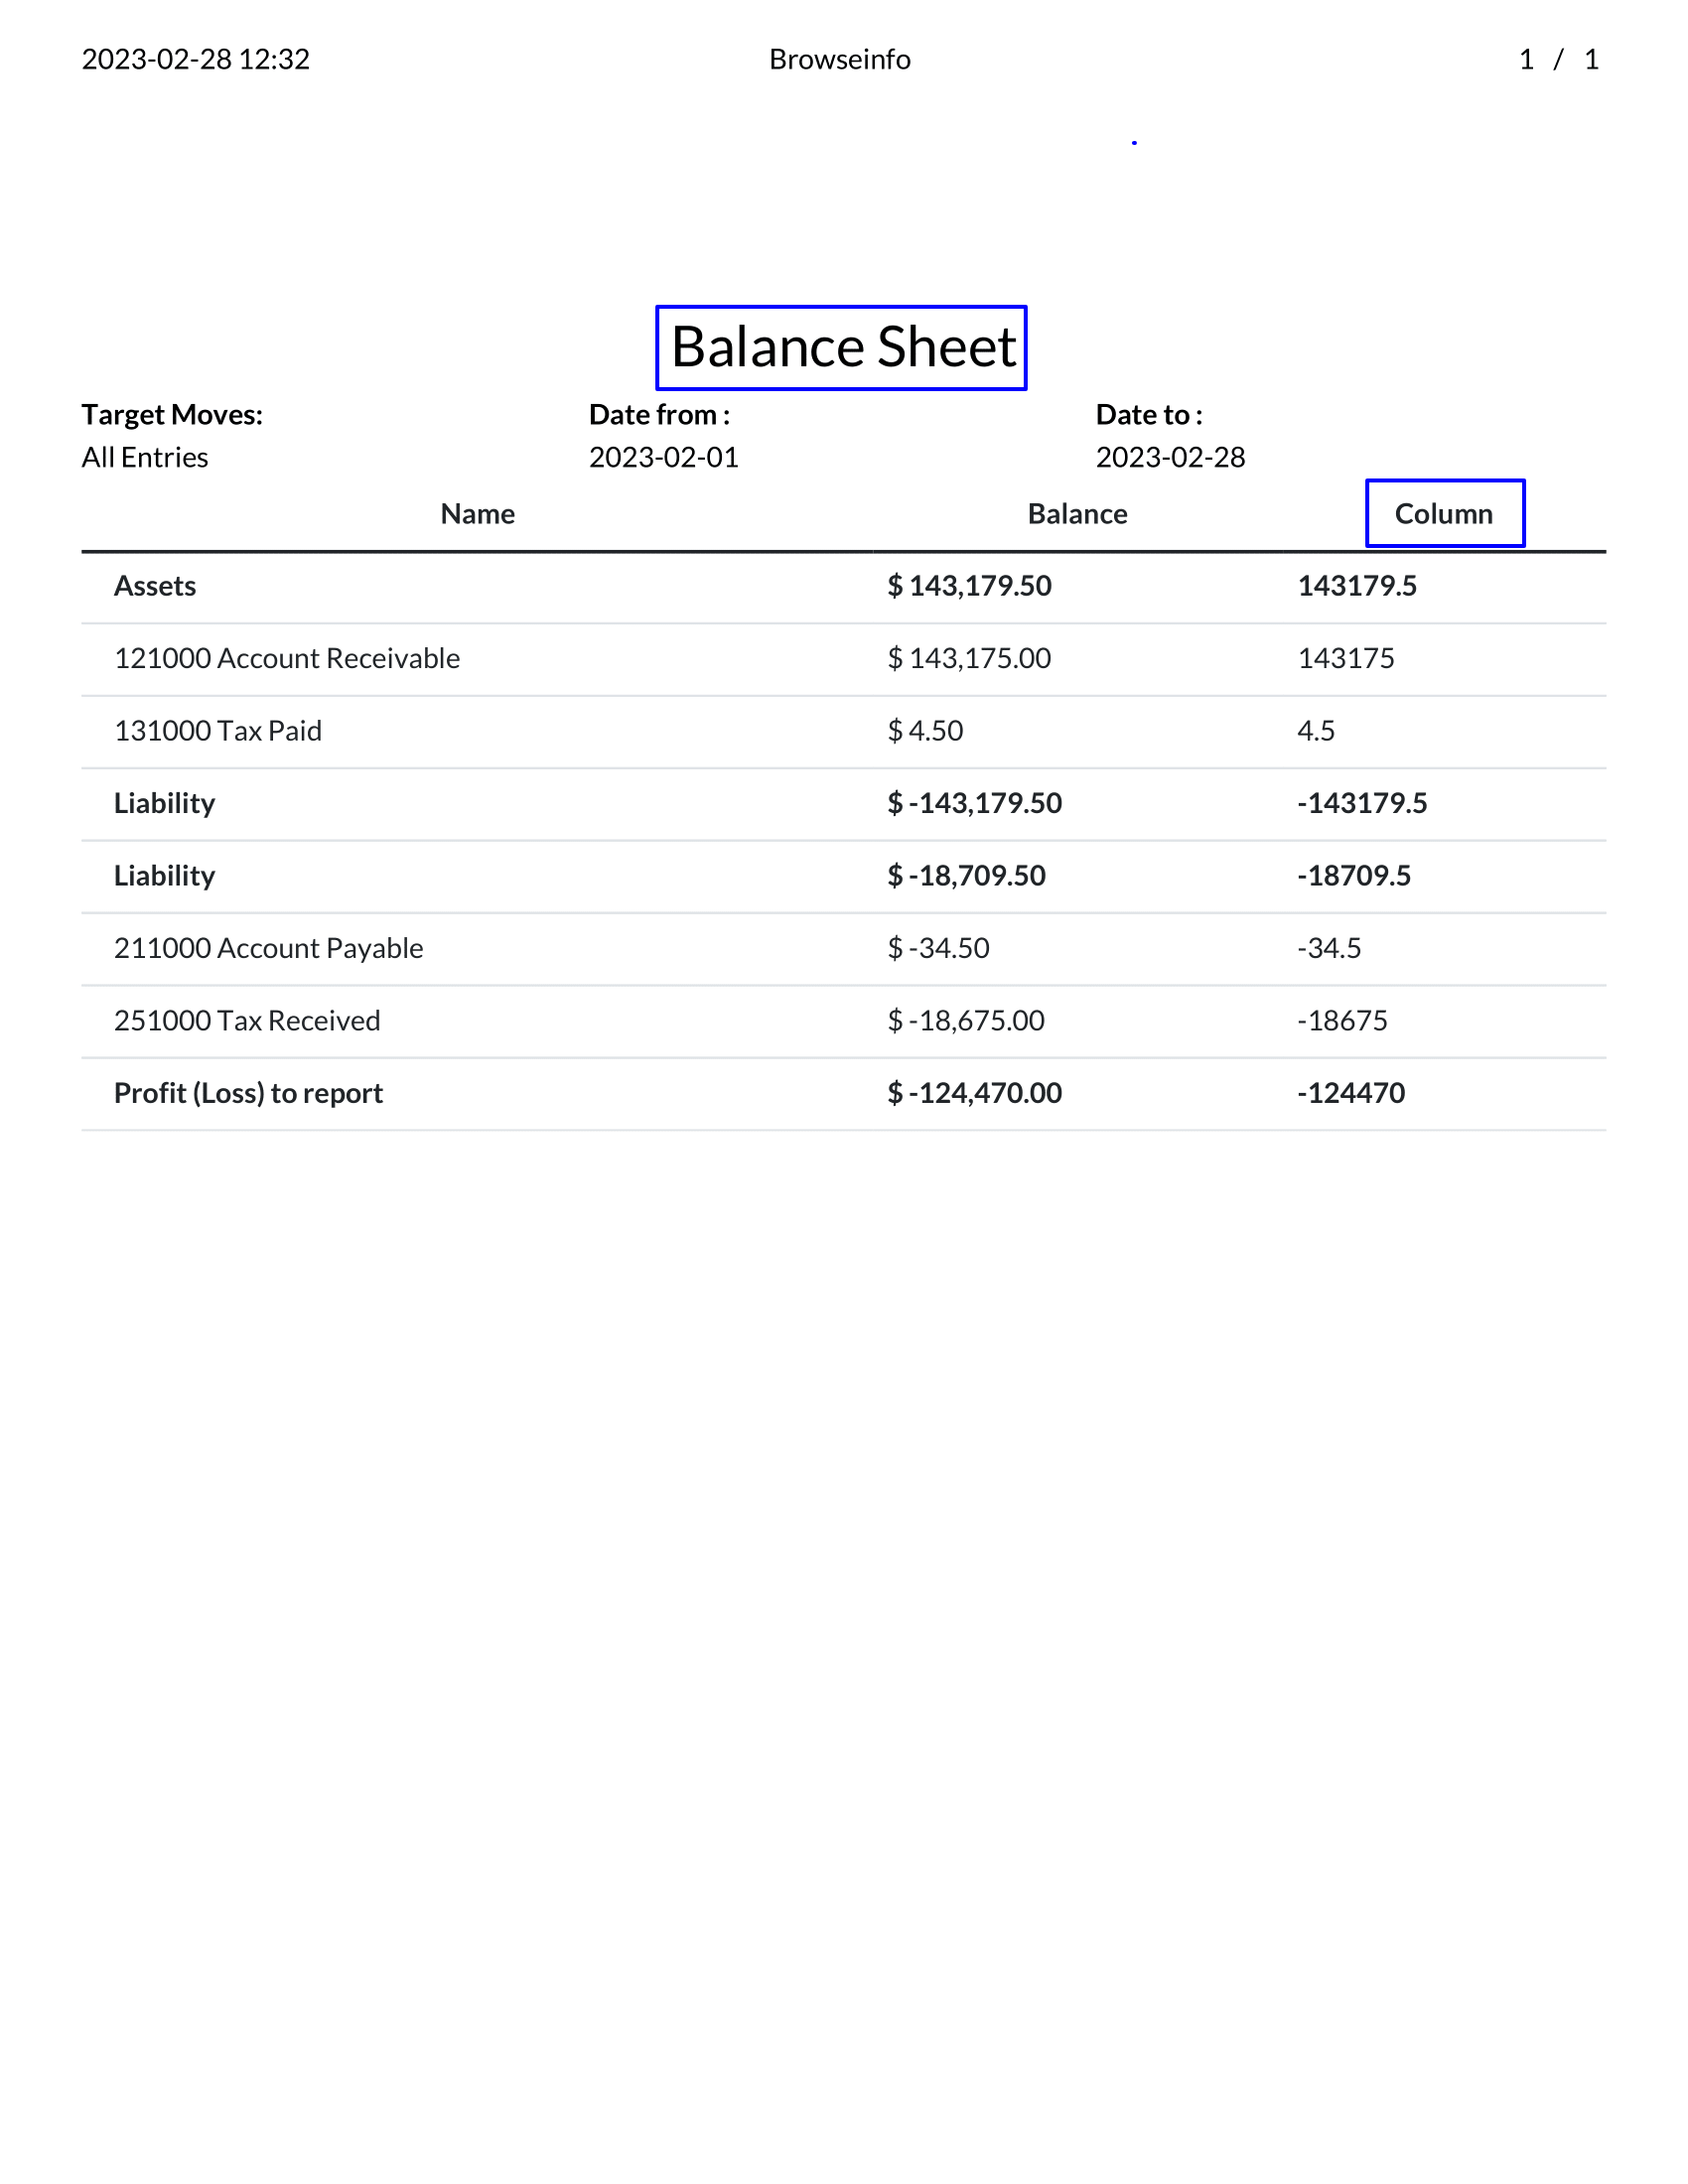 2023-02-28 12:32 Browseinfo 1 / 1
Balance Sheet
Target Moves: Date from : Date to :
All Entries 2023-02-01 2023-02-28
Name Balance Column
Assets $ 143,179.50 143179.5
121000 Account Receivable $ 143,175.00 143175
131000 Tax Paid $ 4.50 4.5
Liability $ -143,179.50 -143179.5
Liability $ -18,709.50 -18709.5
211000 Account Payable $ -34.50 -34.5
251000 Tax Received $ -18,675.00 -18675
Profit (Loss) to report $ -124,470.00 -124470